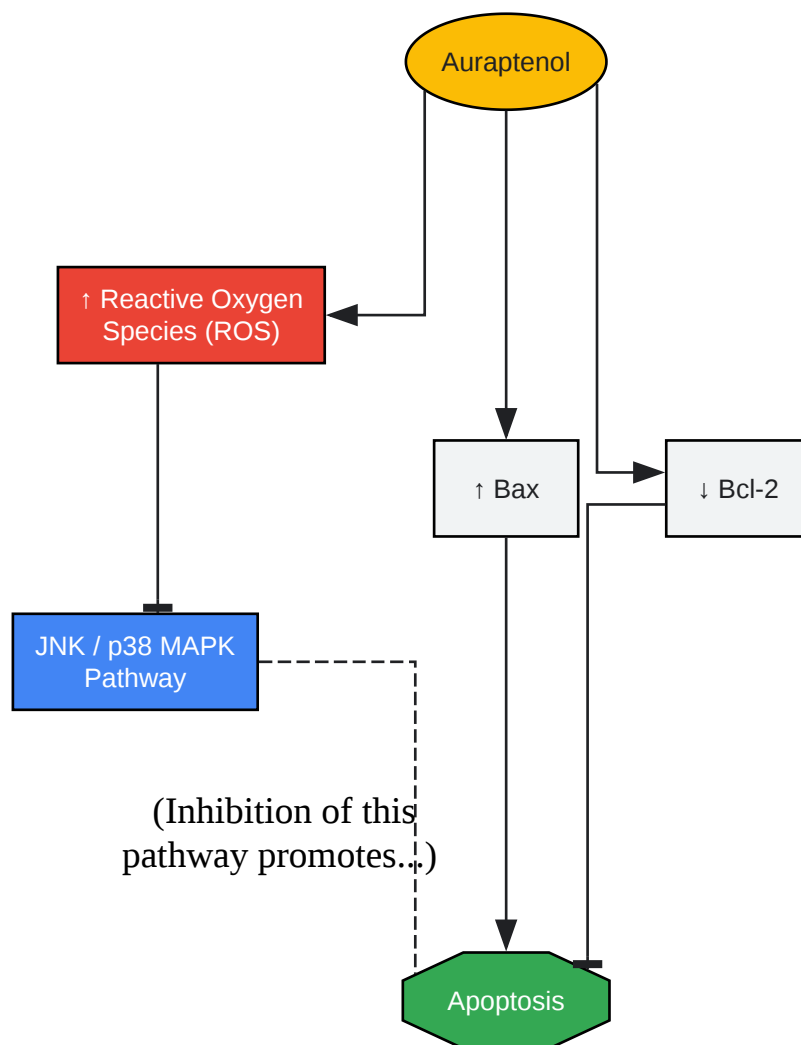 Auraptenol
↑ Reactive Oxygen
Species (ROS)
↑ Bax
↓ Bcl-2
JNK / p38 MAPK
Pathway
(Inhibition of this
pathway promotes...)
Apoptosis